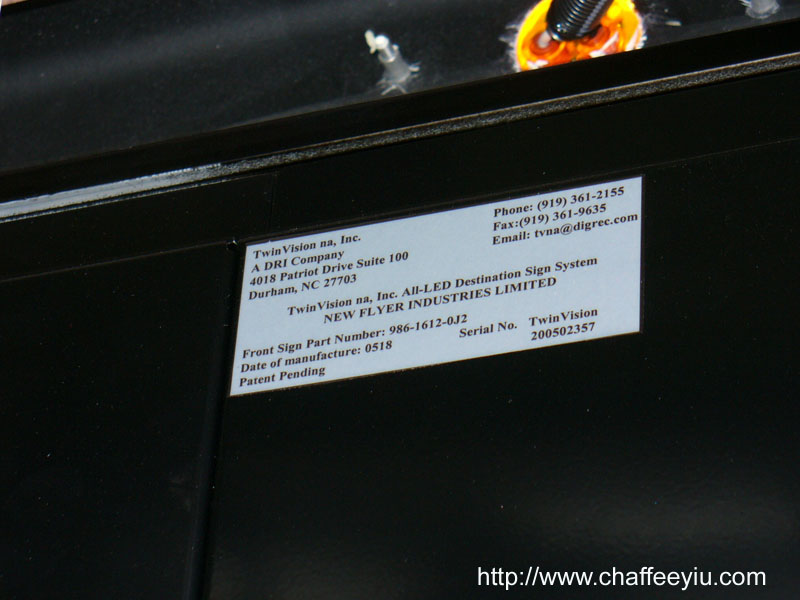 TwinVision na, Inc.
A DRI Company
4018 Patriot Drive Suite 100
Durham, NC 27703
Phone: (919) 361-2155
Fax:(919) 361-9635
Email: tvna@digrec.com
TwinVision na, Inc. All-LED Destination Sign System
NEW FLYER INDUSTRIES LIMITED
Front Sign Part Number: 986-1612-0J2
Date of manufacture: 0518
Patent Pending
Serial No. TwinVision
200502357
http://www.chaffeeyiu.com